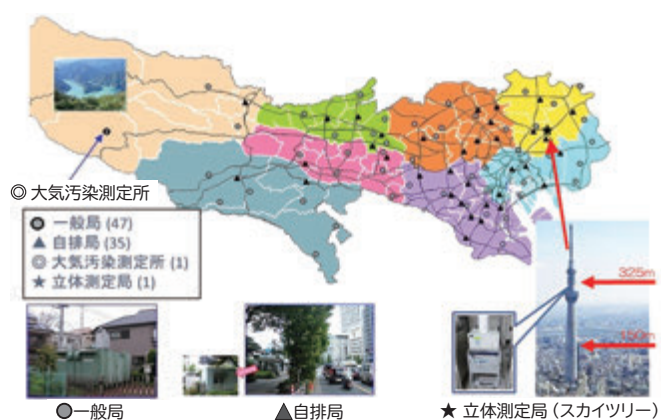 ◎ 大気汚染測定所
一般局 (47)
▲ 自排局 (35)
◎ 大気汚染測定所 (1)
★ 立体測定局 (1)
325m
150m
●一般局
▲自排局
★ 立体測定局 (スカイツリー)